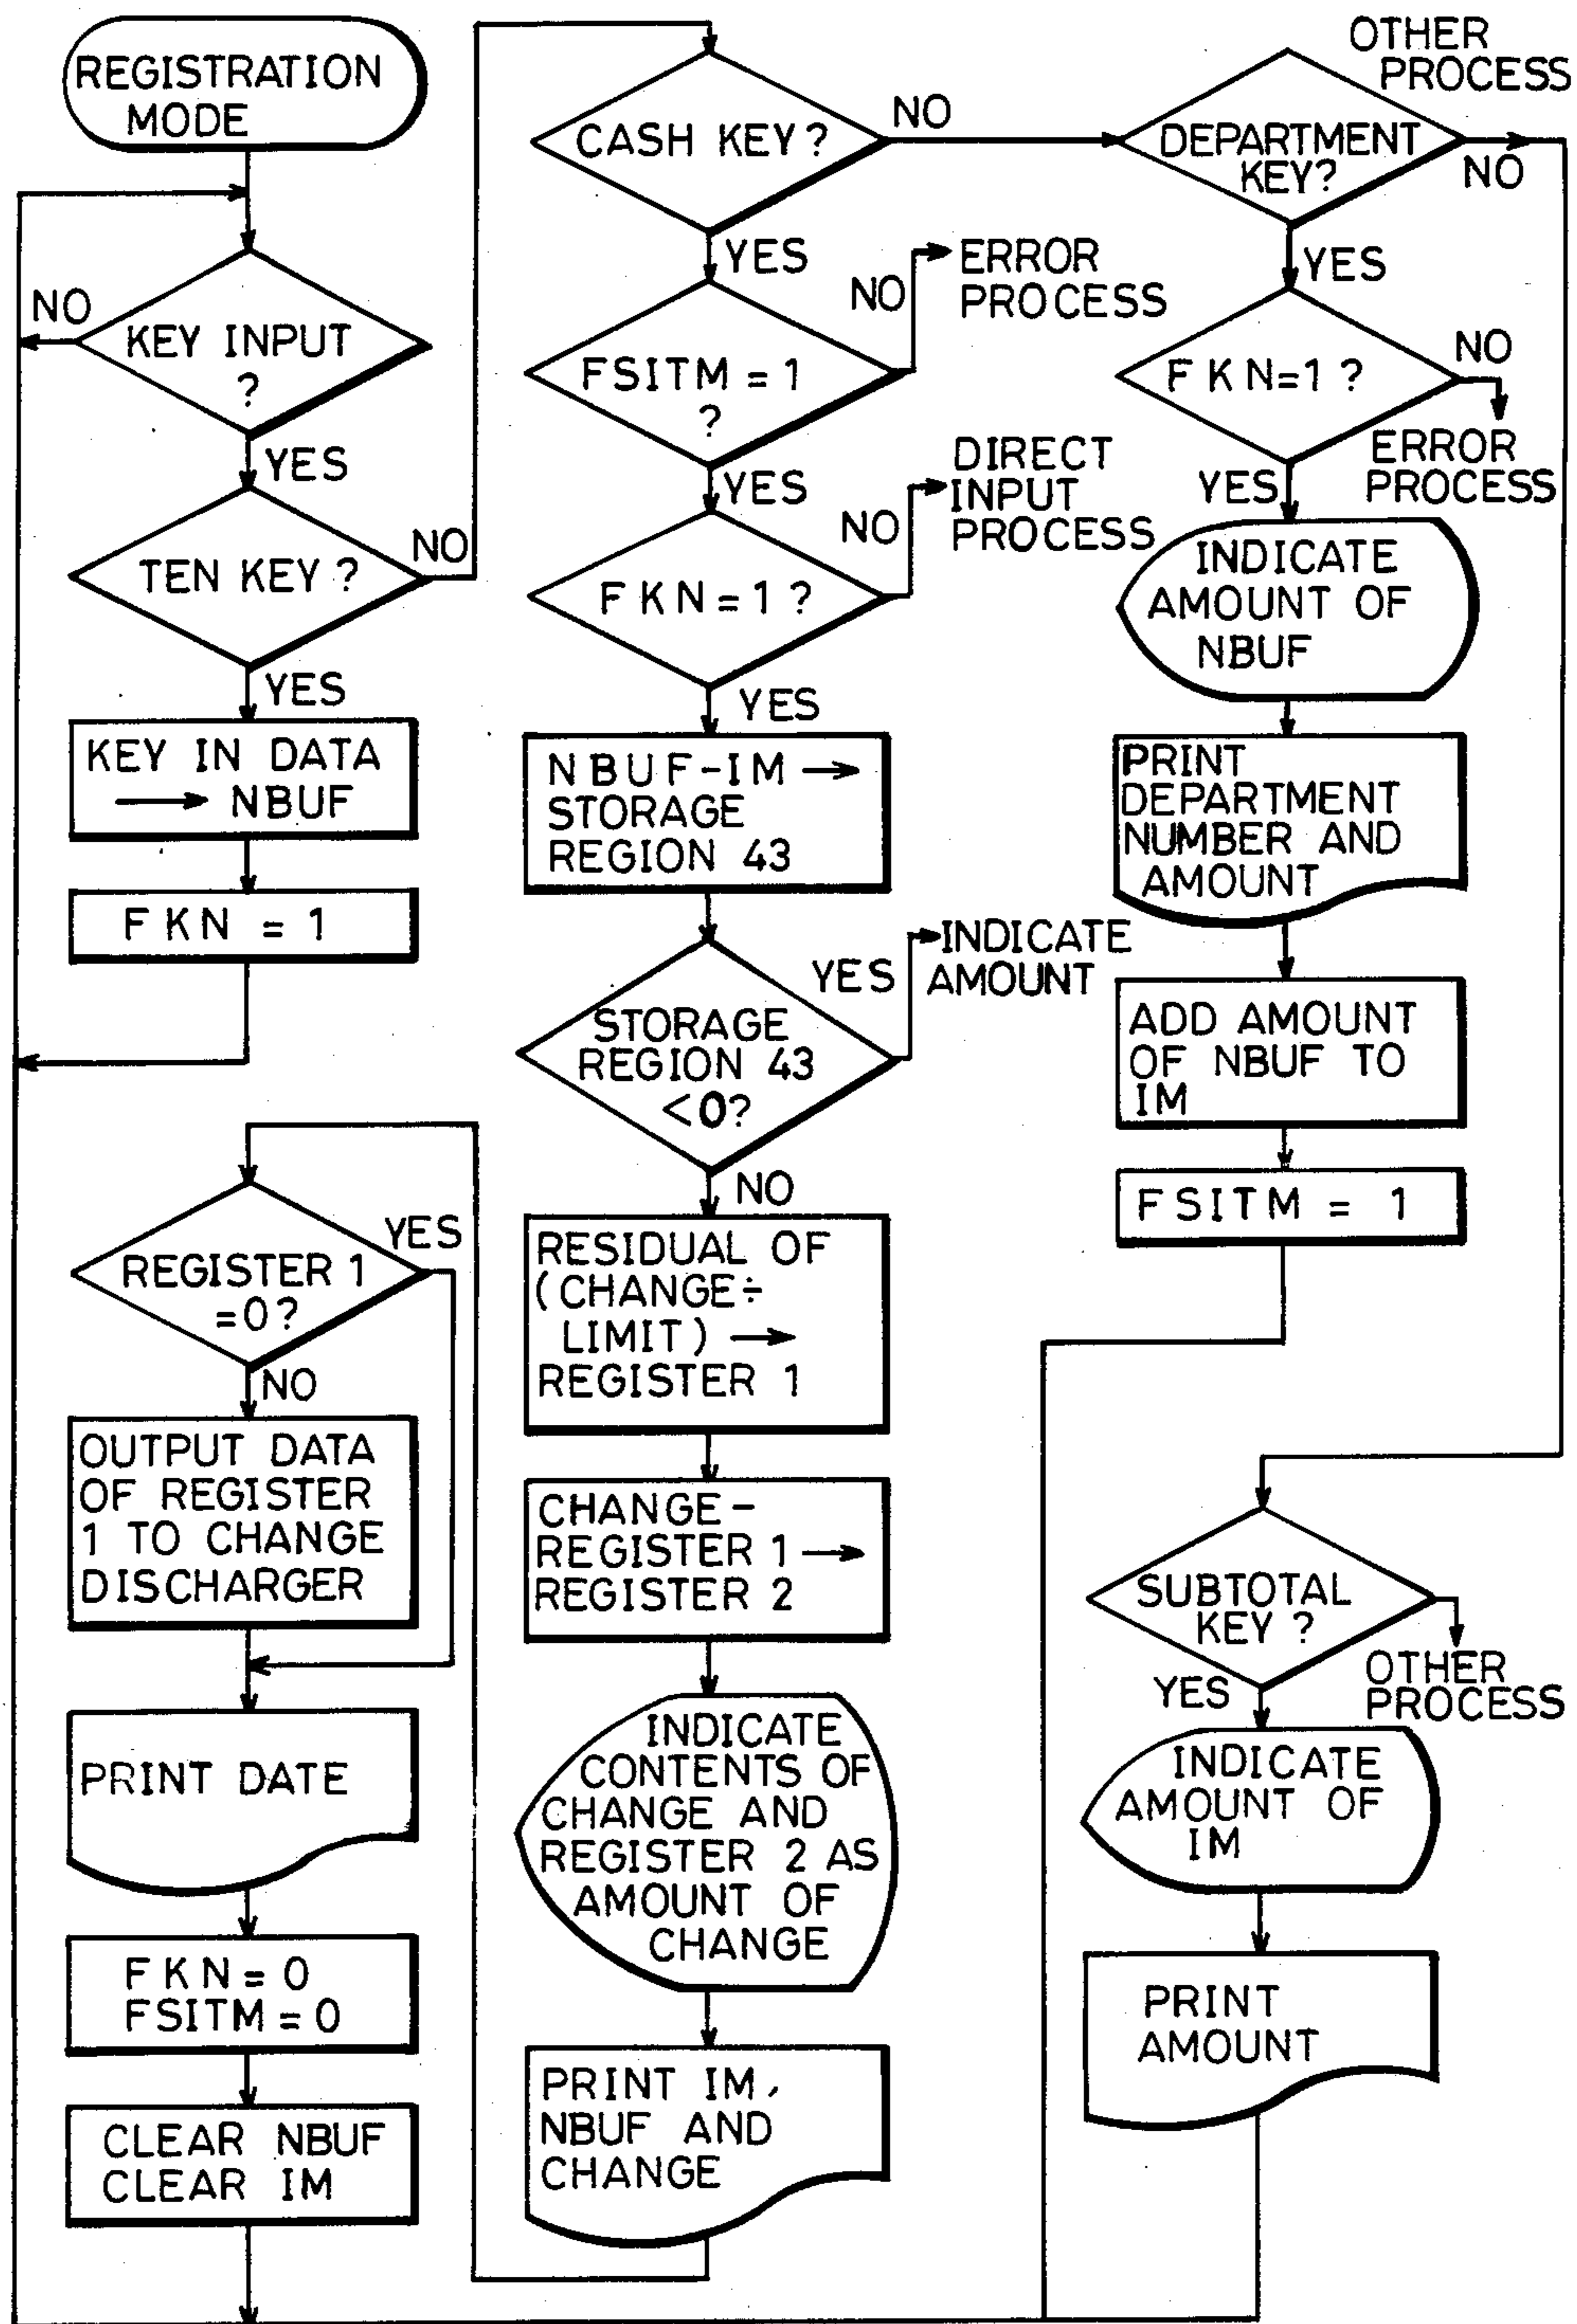 REGISTRATION
MODE
KEY INPUT
?
NO
YES
TEN KEY ?
NO
YES
KEY IN DATA
→ NBUF
FKN = 1
REGISTER 1
=0?
YES
NO
OUTPUT DATA
OF REGISTER
1 TO CHANGE
DISCHARGER
PRINT DATE
FKN=0
FSITM=0
CLEAR NBUF
CLEAR IM
CASH KEY?
NO
YES
FSITM=1
?
NO
ERROR
PROCESS
YES
FKN=1?
NO
DIRECT
INPUT
PROCESS
YES
NBUF-IM →
STORAGE
REGION 43
STORAGE
REGION 43
<0?
YES
INDICATE
AMOUNT
NO
RESIDUAL OF
(CHANGE÷
LIMIT) →
REGISTER 1
CHANGE-
REGISTER 1 →
REGISTER 2
INDICATE
CONTENTS OF
CHANGE AND
REGISTER 2 AS
AMOUNT OF
CHANGE
PRINT IM,
NBUF AND
CHANGE
OTHER
PROCESS
DEPARTMENT
KEY?
NO
YES
FKN=1?
NO
ERROR
PROCESS
YES
INDICATE
AMOUNT OF
NBUF
PRINT
DEPARTMENT
NUMBER AND
AMOUNT
ADD AMOUNT
OF NBUF TO
IM
FSITM = 1
SUBTOTAL
KEY ?
OTHER
PROCESS
YES
INDICATE
AMOUNT OF
IM
PRINT
AMOUNT